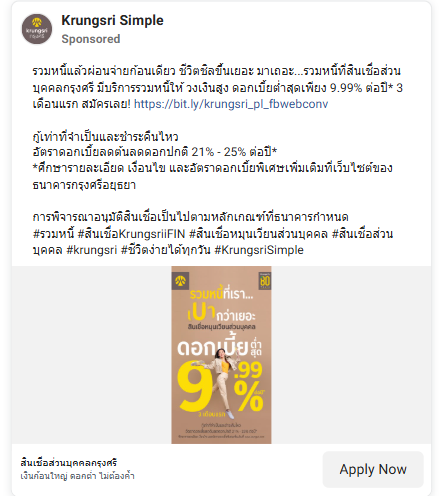 krungsri
กรุงศรี
Krungsri Simple
Sponsored
รวมหนี้แล้วผ่อนจ่ายก้อนเดียว ชีวิตชิลขึ้นเยอะ มาเถอะ...รวมหนี้ที่สินเชื่อส่วน
บุคคลกรุงศรี มีบริการรวมหนี้ให้ วงเงินสูง ดอกเบี้ยต่ำสุดเพียง 9.99% ต่อปี* 3
เดือนแรก สมัครเลย! https://bit.ly/krungsri_pl_fbwebconv
กู้เท่าที่จำเป็นและชำระคืนไหว
อัตราดอกเบี้ยลดต้นลดดอกปกติ 21% - 25% ต่อปี*
*ศึกษารายละเอียด เงื่อนไข และอัตราดอกเบี้ยพิเศษเพิ่มเติมที่เว็บไซต์ของ
ธนาคารกรุงศรีอยุธยา
การพิจารณาอนุมัติสินเชื่อเป็นไปตามหลักเกณฑ์ที่ธนาคารกำหนด
#รวมหนี้ #สินเชื่อKrungsriiFIN #สินเชื่อหมุนเวียนส่วนบุคคล #สินเชื่อส่วน
บุคคล #krungsri #ชีวิตง่ายได้ทุกวัน #KrungsriSimple
รวมหนี้ที่เรา...
เบากว่าเยอะ
สินเชื่อหมุนเวียนส่วนบุคคล
ดอกเบี้ยต่ำสุด
9.99%
3 เดือนแรก
สินเชื่อส่วนบุคคลกรุงศรี
เงินก้อนใหญ่ ดอกต่ำ ไม่ต้องค้ำ
Apply Now